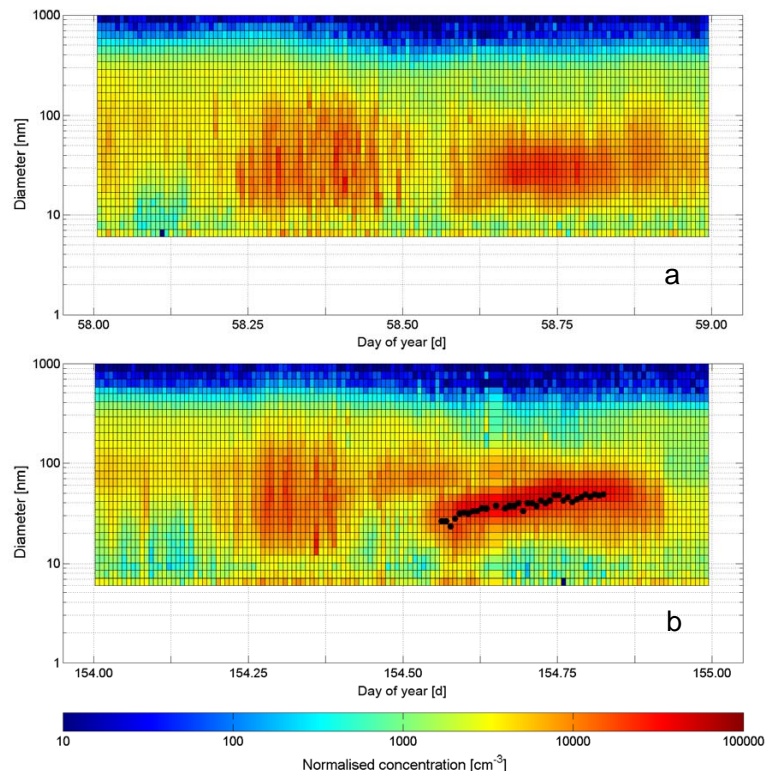 1000
100
10
1
Diameter [nm]
a
58.00 58.25 58.50 58.75 59.00
Day of year [d]
1000
100
10
1
Diameter [nm]
b
154.00 154.25 154.50 154.75 155.00
Day of year [d]
10 100 1000 10000 100000
Normalised concentration [cm⁻³]